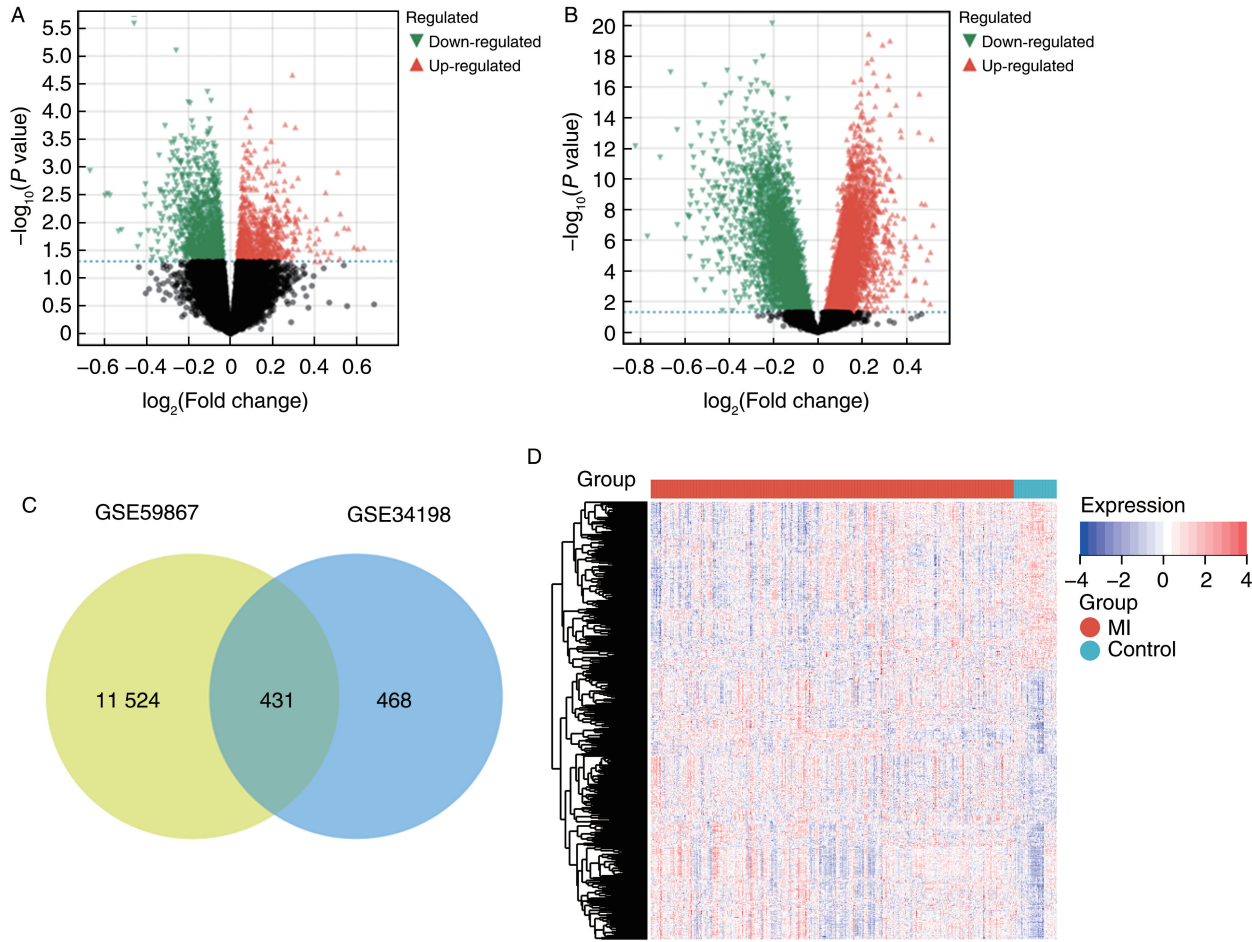 A
5.5
5.0
4.5
4.0
3.5
3.0
2.5
2.0
1.5
1.0
0.5
0
−log10(P value)
−0.6 −0.4 −0.2 0 0.2 0.4 0.6
log2(Fold change)
Regulated
Down-regulated
Up-regulated
B
20
18
16
14
12
10
8
6
4
2
0
−log10(P value)
−0.8 −0.6 −0.4 −0.2 0 0.2 0.4
log2(Fold change)
Regulated
Down-regulated
Up-regulated
C
GSE59867
GSE34198
11 524
431
468
D
Group
Expression
−4 −2 0 2 4
Group
MI
Control